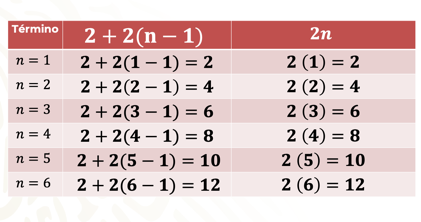 Término 2 + 2(n − 1) 2n
n = 1 2 + 2(1 − 1) = 2 2 (1) = 2
n = 2 2 + 2(2 − 1) = 4 2 (2) = 4
n = 3 2 + 2(3 − 1) = 6 2 (3) = 6
n = 4 2 + 2(4 − 1) = 8 2 (4) = 8
n = 5 2 + 2(5 − 1) = 10 2 (5) = 10
n = 6 2 + 2(6 − 1) = 12 2 (6) = 12